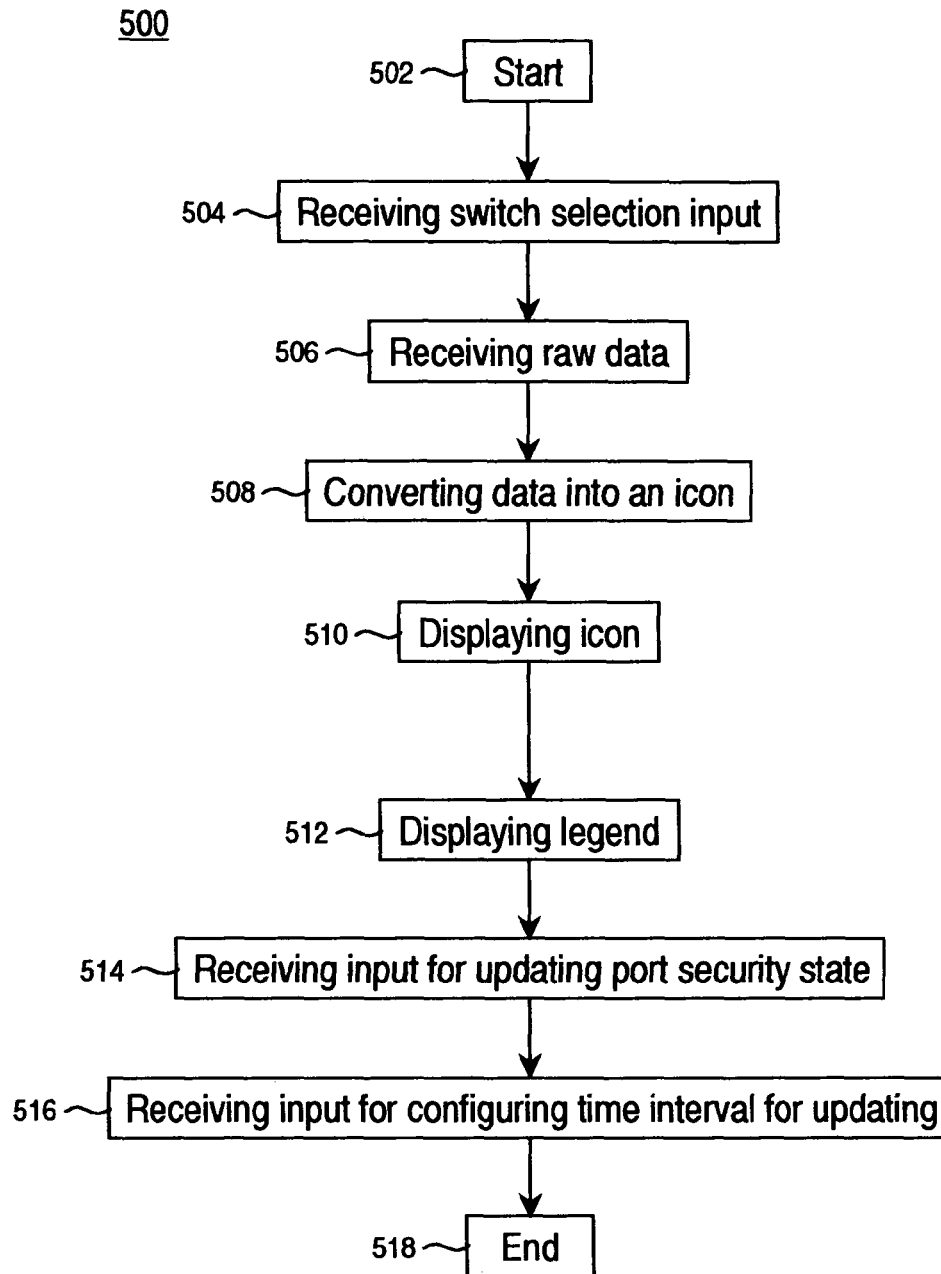 500
502 Start
504 Receiving switch selection input
506 Receiving raw data
508 Converting data into an icon
510 Displaying icon
512 Displaying legend
514 Receiving input for updating port security state
516 Receiving input for configuring time interval for updating
518 End